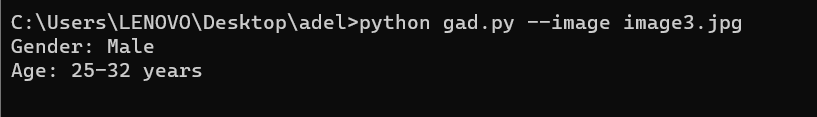 C:\Users\LENOVO\Desktop\adel>python gad.py --image image3.jpg
Gender: Male
Age: 25-32 years